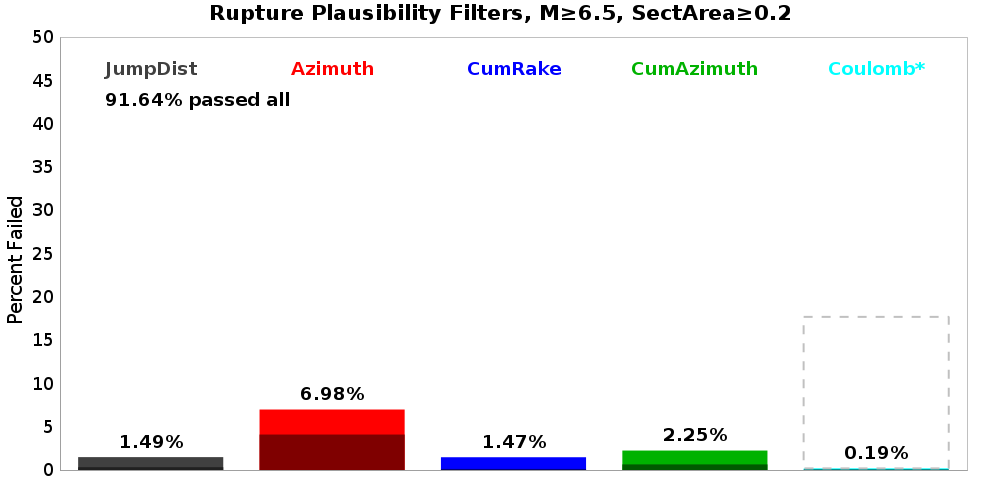 Rupture Plausibility Filters, M≥6.5, SectArea≥0.2
Percent Failed
50
45
40
35
30
25
20
15
10
5
0
JumpDist Azimuth CumRake CumAzimuth Coulomb*
91.64% passed all
1.49% 6.98% 1.47% 2.25% 0.19%